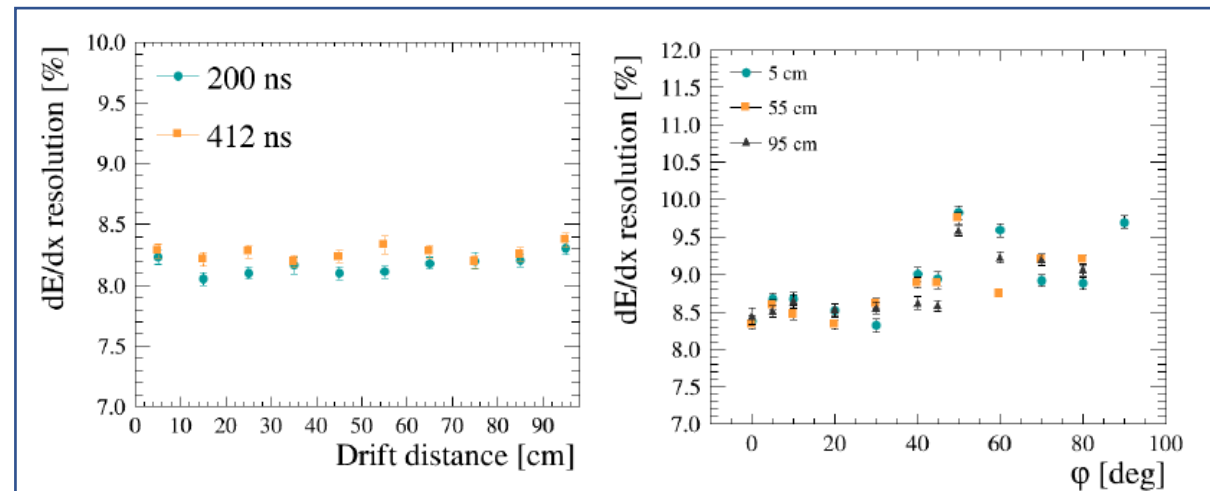 dE/dx resolution [%]
10.0
9.5
9.0
8.5
8.0
7.5
7.0
200 ns
412 ns
0 10 20 30 40 50 60 70 80 90
Drift distance [cm]
dE/dx resolution [%]
12.0
11.5
11.0
10.5
10.0
9.5
9.0
8.5
8.0
7.5
7.0
5 cm
55 cm
95 cm
0 20 40 60 80 100
φ [deg]